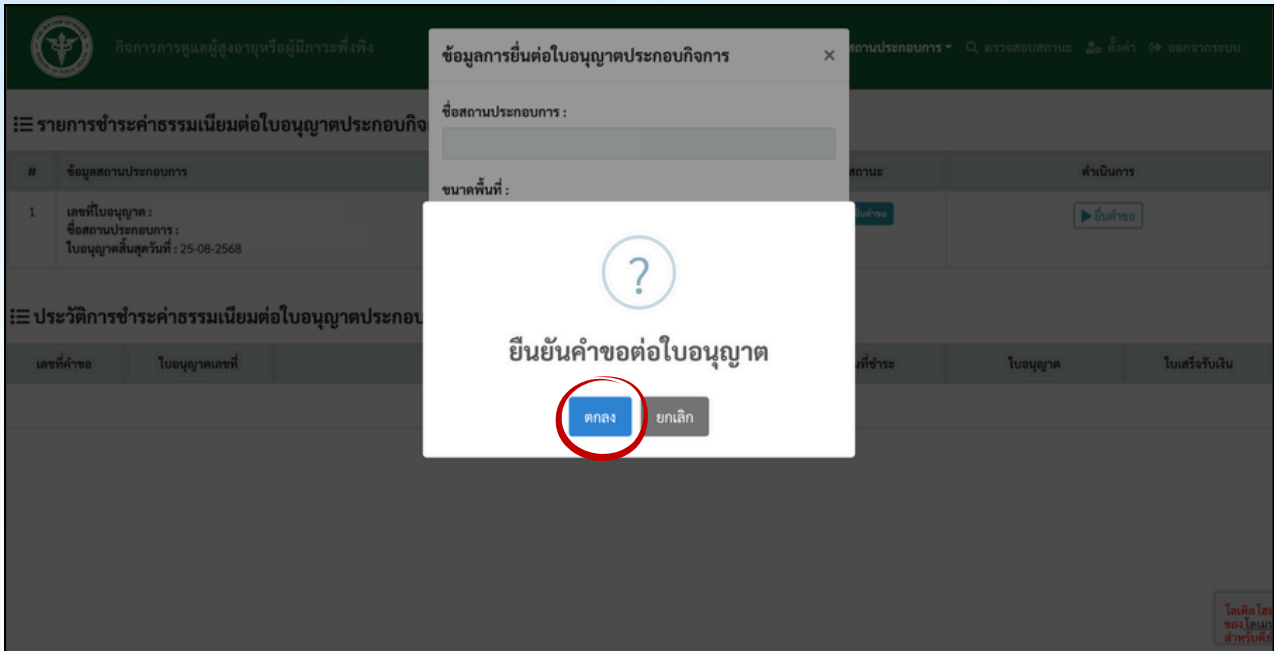 กิจการการดูแลผู้สูงอายุหรือผู้มีภาวะพึ่งพิง
สถานประกอบการ
ตรวจสอบสถานะ
ตั้งค่า
ออกจากระบบ
ข้อมูลการยื่นต่อใบอนุญาตประกอบกิจการ
×
ชื่อสถานประกอบการ :
ขนาดพื้นที่ :
รายการชำระค่าธรรมเนียมต่อใบอนุญาตประกอบกิจ
# ข้อมูลสถานประกอบการ
สถานะ
ดำเนินการ
1 เลขที่ใบอนุญาต :
ชื่อสถานประกอบการ :
ใบอนุญาตสิ้นสุดวันที่ : 25-08-2568
ยื่นคำขอ
ยื่นคำขอ
?
ยืนยันคำขอต่อใบอนุญาต
ตกลง
ยกเลิก
ประวัติการชำระค่าธรรมเนียมต่อใบอนุญาตประกอบ
เลขที่คำขอ
ใบอนุญาตเลขที่
ที่ชำระ
ใบอนุญาต
ใบเสร็จรับเงิน
ของโดเมน